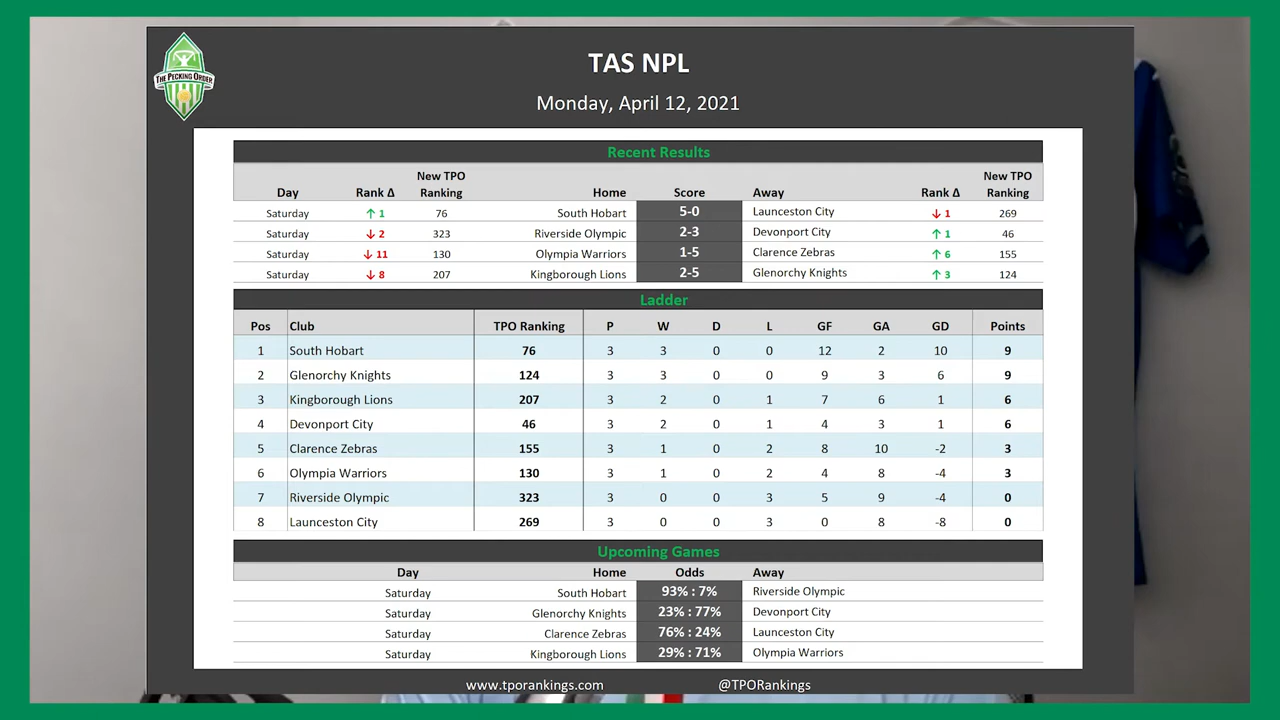 THE PECKING ORDER
TAS NPL
Monday, April 12, 2021
Recent Results
Day Rank Δ New TPO Ranking Home Score Away Rank Δ New TPO Ranking
Saturday ↑ 1 76 South Hobart 5-0 Launceston City ↓ 1 269
Saturday ↓ 2 323 Riverside Olympic 2-3 Devonport City ↑ 1 46
Saturday ↓ 11 130 Olympia Warriors 1-5 Clarence Zebras ↑ 6 155
Saturday ↓ 8 207 Kingborough Lions 2-5 Glenorchy Knights ↑ 3 124
Ladder
Pos Club TPO Ranking P W D L GF GA GD Points
1 South Hobart 76 3 3 0 0 12 2 10 9
2 Glenorchy Knights 124 3 3 0 0 9 3 6 9
3 Kingborough Lions 207 3 2 0 1 7 6 1 6
4 Devonport City 46 3 2 0 1 4 3 1 6
5 Clarence Zebras 155 3 1 0 2 8 10 -2 3
6 Olympia Warriors 130 3 1 0 2 4 8 -4 3
7 Riverside Olympic 323 3 0 0 3 5 9 -4 0
8 Launceston City 269 3 0 0 3 0 8 -8 0
Upcoming Games
Day Home Odds Away
Saturday South Hobart 93% : 7% Riverside Olympic
Saturday Glenorchy Knights 23% : 77% Devonport City
Saturday Clarence Zebras 76% : 24% Launceston City
Saturday Kingborough Lions 29% : 71% Olympia Warriors
www.tporankings.com @TPORankings